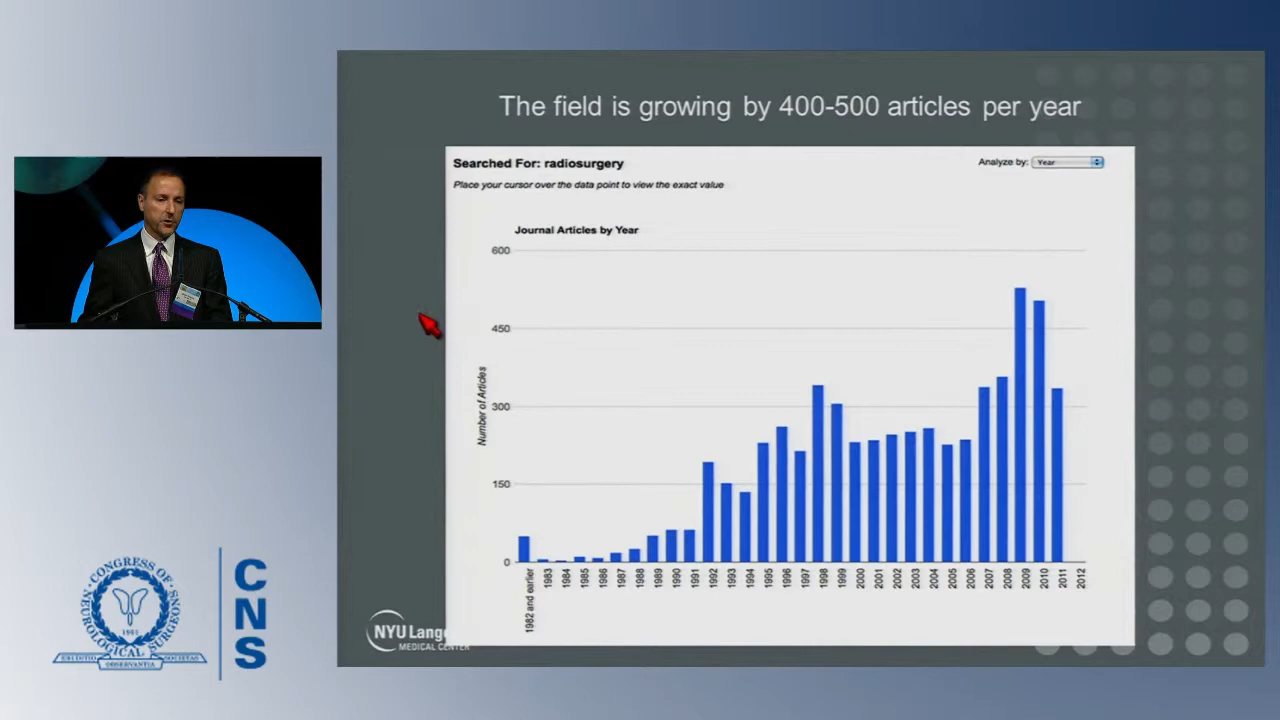 The field is growing by 400-500 articles per year
Searched For: radiosurgery
Analyze by: Year
Place your cursor over the data point to view the exact value
Journal Articles by Year
Number of Articles
600
450
300
150
0
1982 and earlier
1983
1984
1985
1986
1987
1988
1989
1990
1991
1992
1993
1994
1995
1996
1997
1998
1999
2000
2001
2002
2003
2004
2005
2006
2007
2008
2009
2010
2011
2012
NYU Lang
MEDICAL CENTER
CONGRESS OF
NEUROLOGICAL SURGEONS
1951
ERUDITIO
OBSERVANTIA
SOCIETAS
CNS